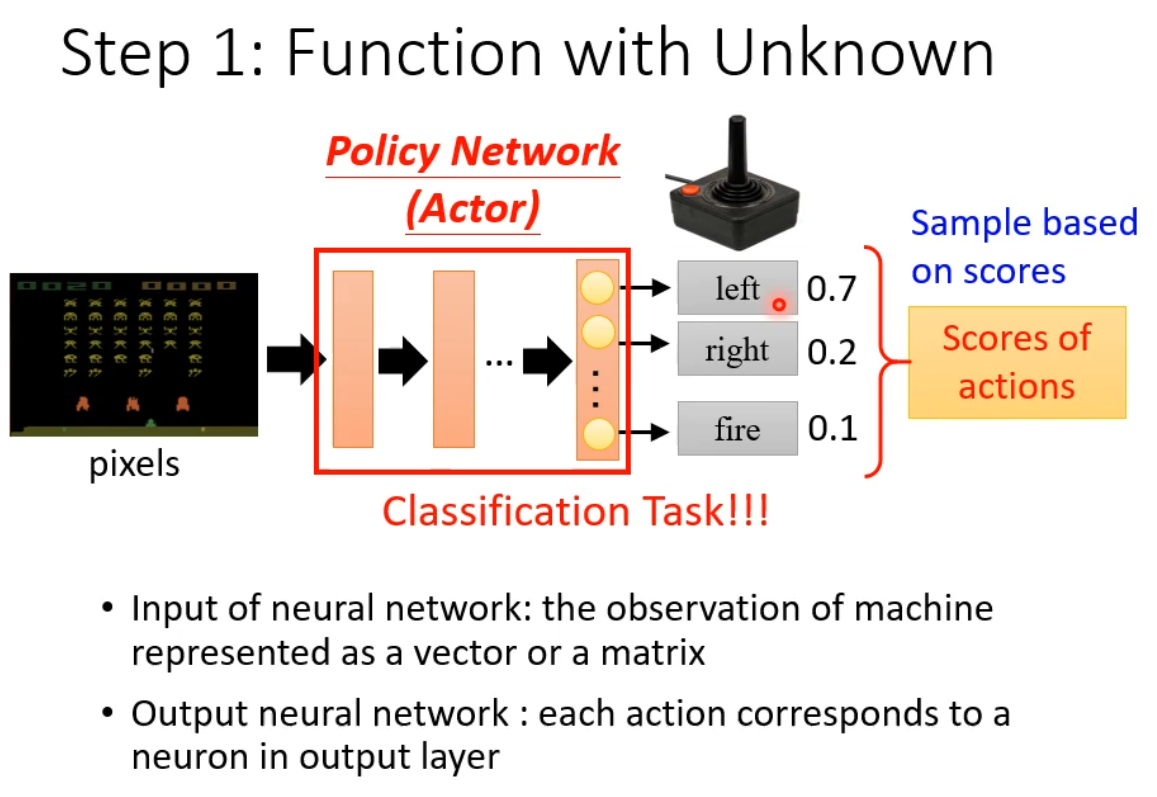 Step 1: Function with Unknown
Policy Network
(Actor)
Sample based
on scores
0020 0000
left 0.7
right 0.2
fire 0.1
Scores of
actions
...
pixels
Classification Task!!!
• Input of neural network: the observation of machine
represented as a vector or a matrix
• Output neural network : each action corresponds to a
neuron in output layer